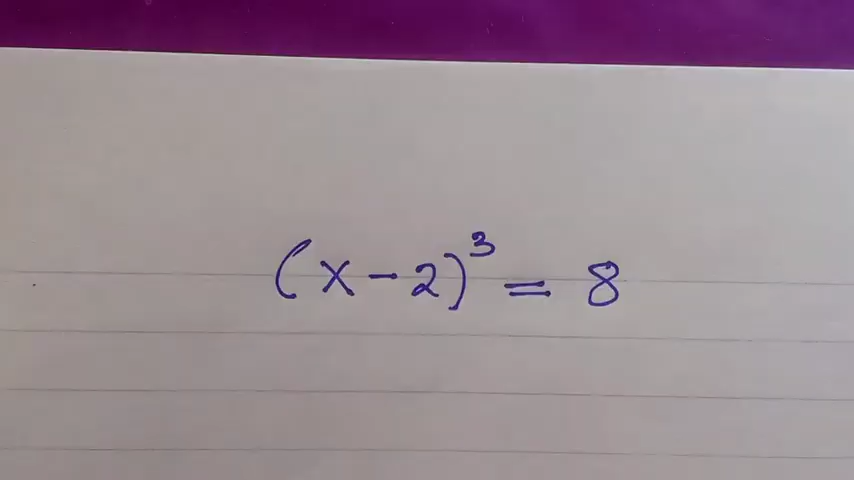 (x-2)³ = 8